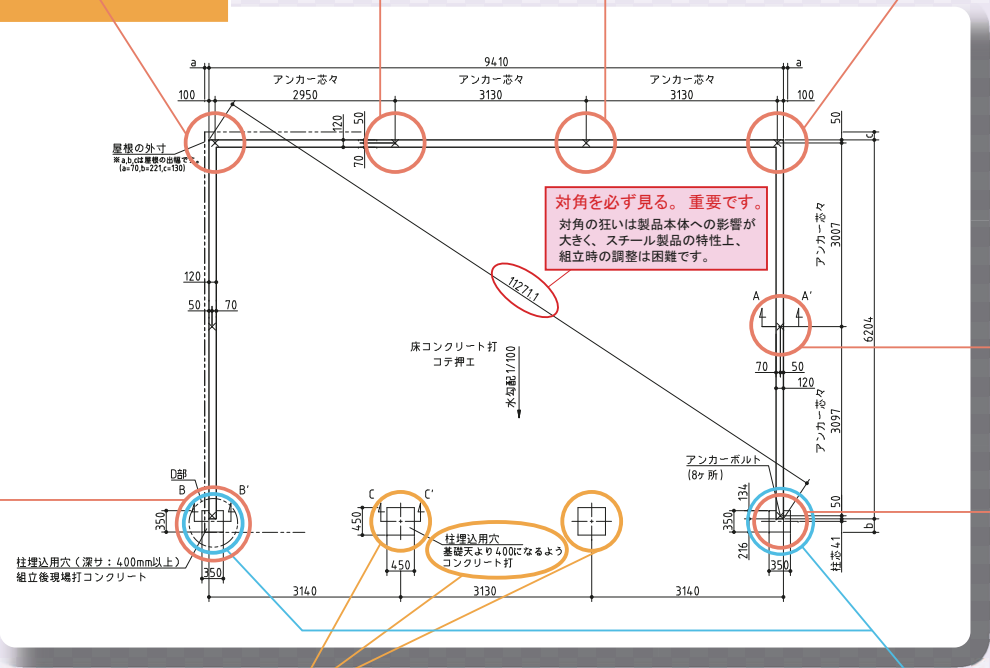 a
9410
a
アンカー芯々
アンカー芯々
アンカー芯々
100
2950
3130
3130
100
120
50
70
50
c
屋根の外寸
※a,b,cは屋根の出幅です。
(a=70,b=221,c=130)
対角を必ず見る。重要です。
対角の狂いは製品本体への影響が
大きく、スチール製品の特性上、
組立時の調整は困難です。
アンカー芯々
3007
120
50
70
11271.1
A
A'
6204
床コンクリート打
コテ押エ
水勾配 1/100
70
50
120
アンカー芯々
3097
アンカーボルト
(8ヶ所)
D部
B
B'
C
C'
350
450
134
350
216
50
b
柱芯41
柱埋込用穴
基礎天より400になるよう
コンクリート打
柱埋込用穴(深サ:400mm以上)
組立後現場打コンクリート
350
450
350
3140
3130
3140